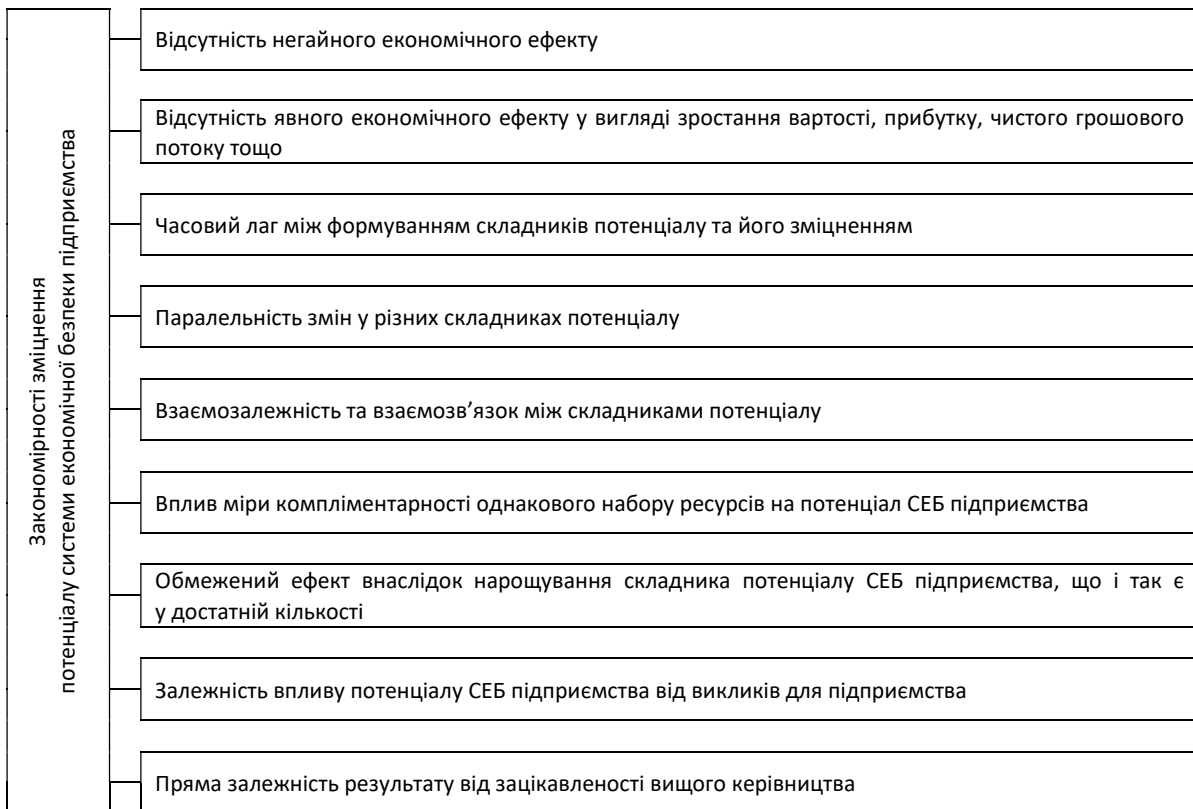 Закономірності зміцнення
потенціалу системи економічної безпеки підприємства
Відсутність негайного економічного ефекту
Відсутність явного економічного ефекту у вигляді зростання вартості, прибутку, чистого грошового
потоку тощо
Часовий лаг між формуванням складників потенціалу та його зміцненням
Паралельність змін у різних складниках потенціалу
Взаємозалежність та взаємозв’язок між складниками потенціалу
Вплив міри компліментарності однакового набору ресурсів на потенціал СЕБ підприємства
Обмежений ефект внаслідок нарощування складника потенціалу СЕБ підприємства, що і так є
у достатній кількості
Залежність впливу потенціалу СЕБ підприємства від викликів для підприємства
Пряма залежність результату від зацікавленості вищого керівництва